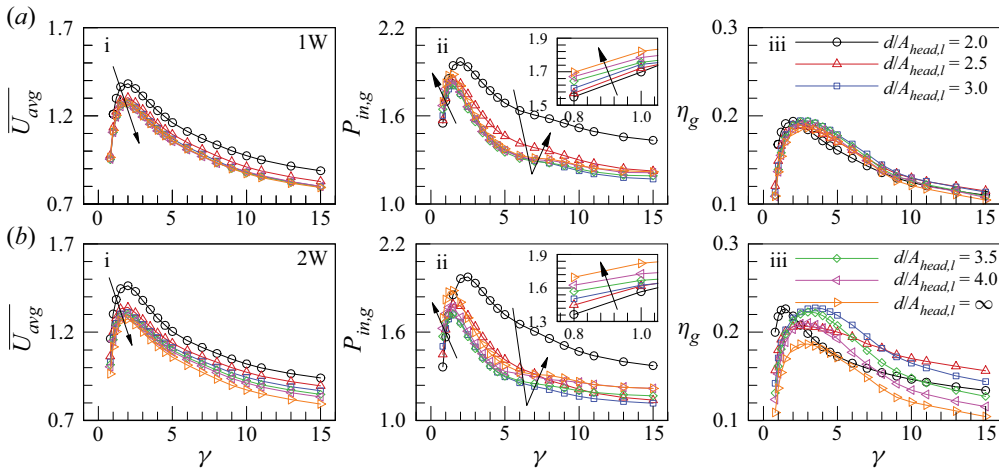 (a)
i
1W
U_avg
1.7
1.2
0.7
0 5 10 15
ii
P_in,g
2.2
1.6
1.0
0 5 10 15
1.9
1.7
1.5
0.8 1.0
iii
η_g
0.3
0.2
0.1
0 5 10 15
d/A_head,l = 2.0
d/A_head,l = 2.5
d/A_head,l = 3.0
(b)
i
2W
U_avg
1.7
1.2
0.7
0 5 10 15
γ
ii
P_in,g
2.2
1.6
1.0
0 5 10 15
γ
1.9
1.6
1.3
0.8 1.0
iii
η_g
0.3
0.2
0.1
0 5 10 15
γ
d/A_head,l = 3.5
d/A_head,l = 4.0
d/A_head,l = ∞